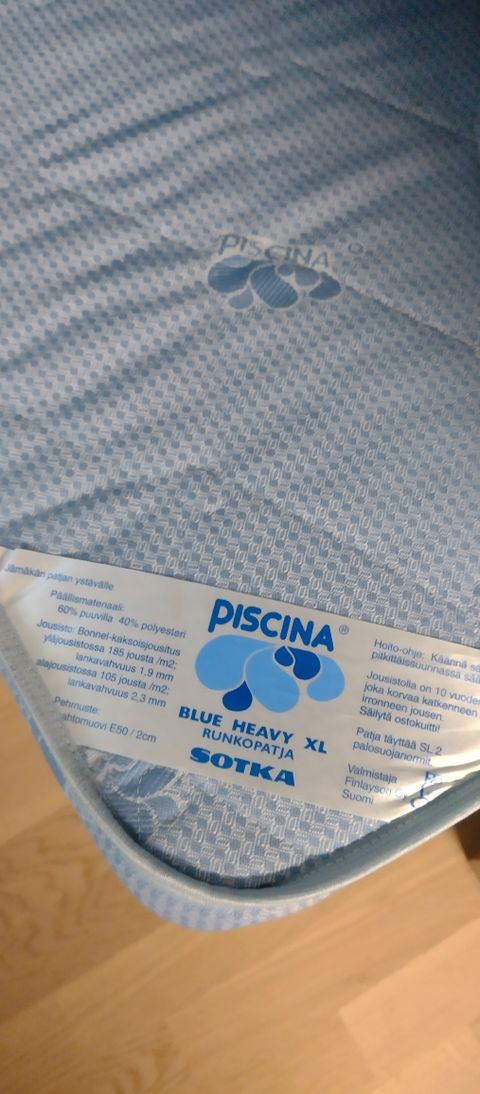 PISCINA
Jämäkän patjan ystävälle
Päällismateriaali:
60% puuvilla 40% polyesteri
Jousisto: Bonnel-kaksoisjousitus
yläjousistossa 185 jousta /m2;
lankavahvuus 1,9 mm
alajousistossa 105 jousta /m2;
lankavahvuus 2,3 mm
Pehmuste:
vaahtomuovi E50 / 2cm
PISCINA®
BLUE HEAVY XL
RUNKOPATJA
SOTKA
Hoito-ohje: Käännä
pitkittäissuunnassa
Jousistolla on 10
joka korvaa katkenneen
irronneen jousen.
Säilytä ostokuitti!
Patja täyttää SL 2
palosuojanormit.
Valmistaja
Finlayson
Suomi